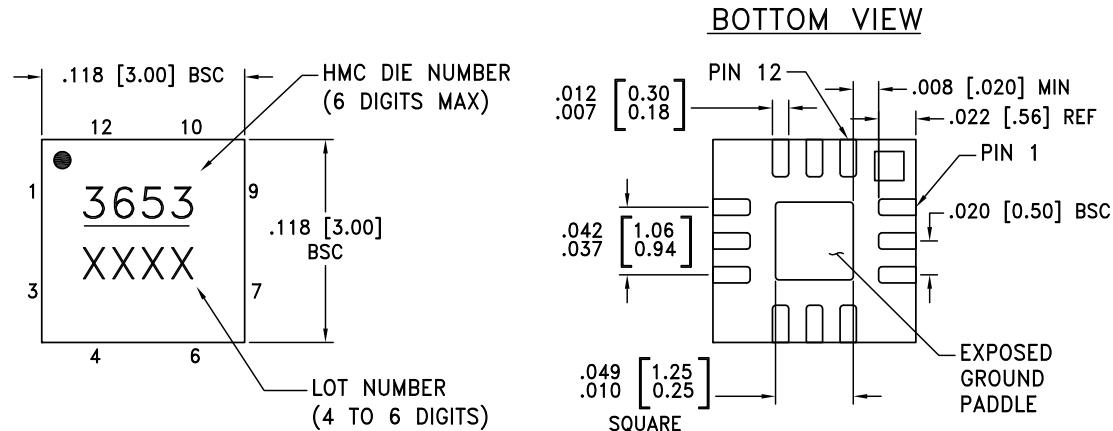 BOTTOM VIEW
.118 [3.00] BSC
HMC DIE NUMBER
(6 DIGITS MAX)
12
10
1
9
3653
XXXX
.118 [3.00]
BSC
3
7
4
6
LOT NUMBER
(4 TO 6 DIGITS)
PIN 12
.012 [0.30]
.007 [0.18]
.008 [.020] MIN
.022 [.56] REF
PIN 1
.020 [0.50] BSC
.042 [1.06]
.037 [0.94]
.049 [1.25]
.010 [0.25]
SQUARE
EXPOSED
GROUND
PADDLE